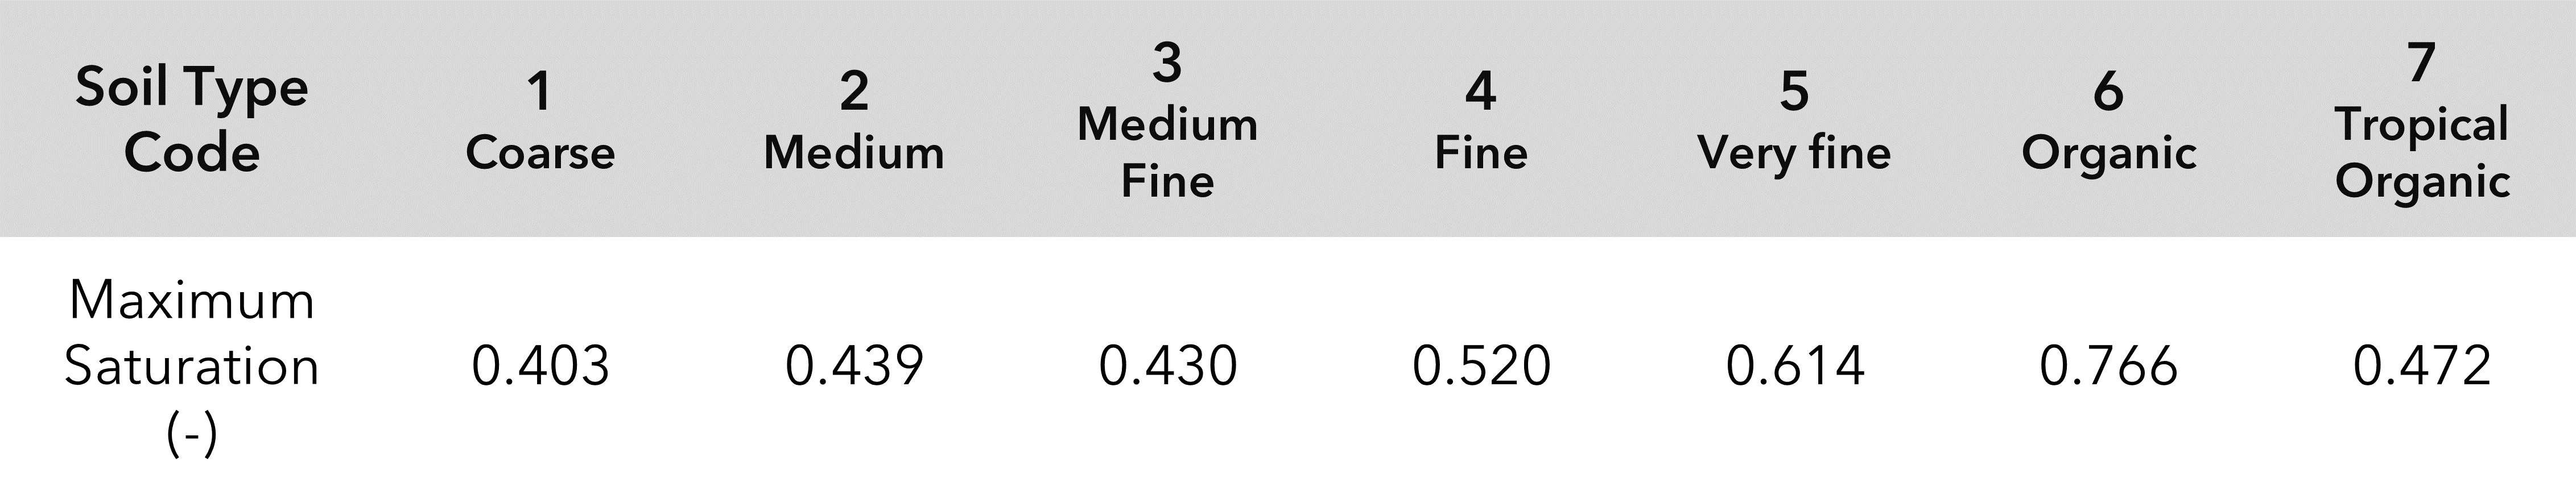 Soil Type
Code
1
Coarse
2
Medium
3
Medium
Fine
4
Fine
5
Very fine
6
Organic
7
Tropical
Organic
Maximum
Saturation
(-)
0.403
0.439
0.430
0.520
0.614
0.766
0.472